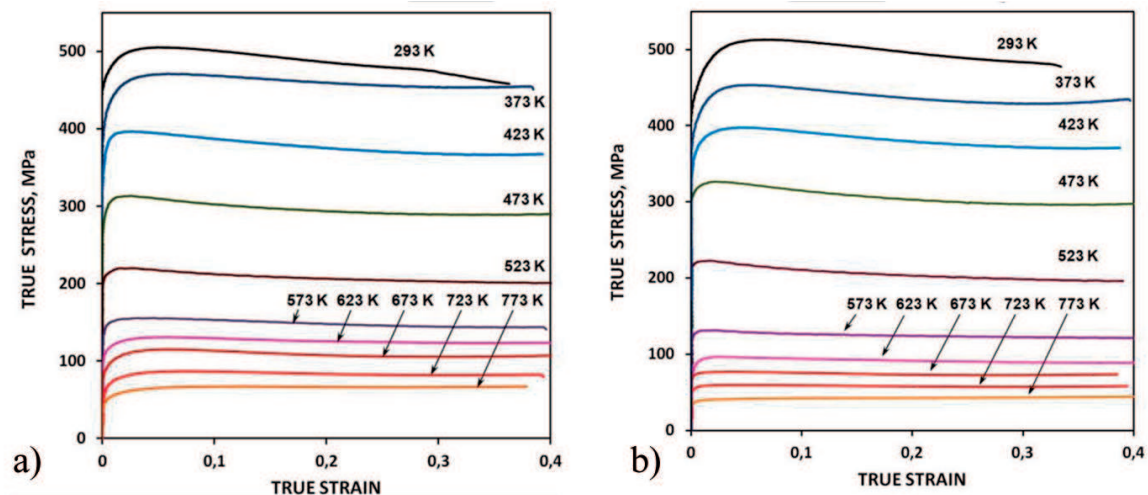 500
400
300
200
100
0
TRUE STRESS, MPa
293 K
373 K
423 K
473 K
523 K
573 K 623 K 673 K 723 K 773 K
0 0,1 0,2 0,3 0,4
TRUE STRAIN
a)
500
400
300
200
100
0
TRUE STRESS, MPa
293 K
373 K
423 K
473 K
523 K
573 K 623 K 673 K 723 K 773 K
0 0,1 0,2 0,3 0,4
TRUE STRAIN
b)